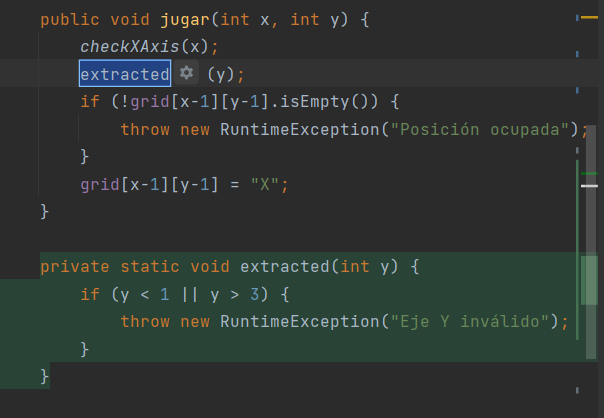 public void jugar(int x, int y) {
checkXAxis(x);
extracted (y);
if (!grid[x-1][y-1].isEmpty()) {
throw new RuntimeException("Posición ocupada");
}
grid[x-1][y-1] = "X";
}
private static void extracted(int y) {
if (y < 1 || y > 3) {
throw new RuntimeException("Eje Y inválido");
}
}